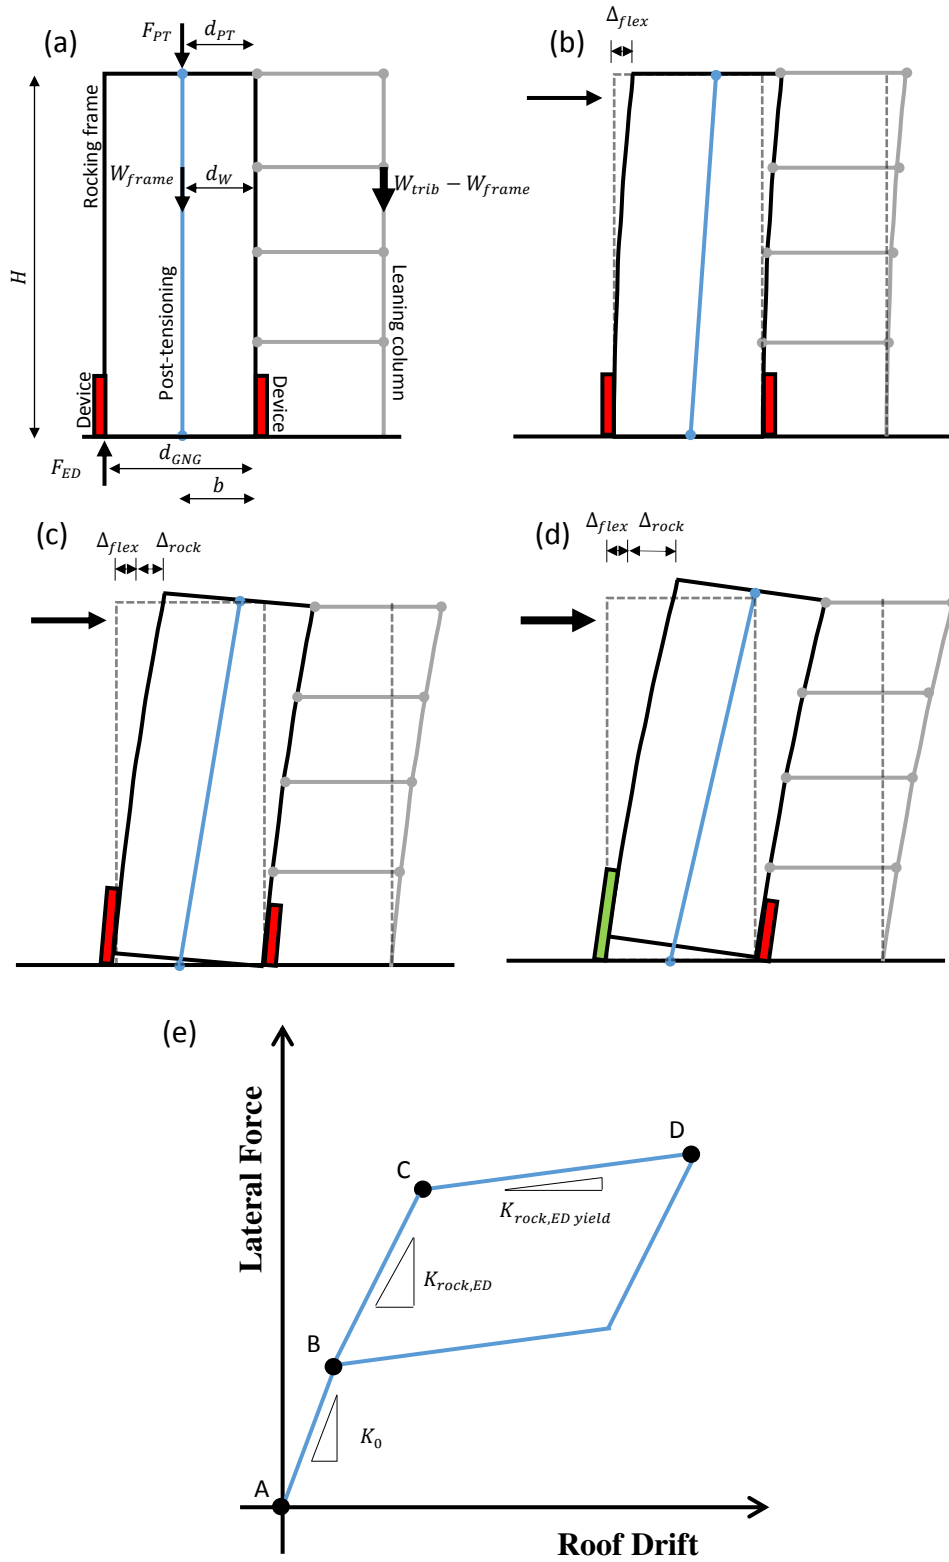 (a)
F_PT
d_PT
Rocking frame
W_frame
d_W
W_trib − W_frame
H
Post-tensioning
Leaning column
Device
Device
F_ED
d_GNG
b
(b)
Δ_flex
(c)
Δ_flex Δ_rock
(d)
Δ_flex Δ_rock
(e)
Lateral Force
D
C
K_rock,ED yield
K_rock,ED
B
K_0
A
Roof Drift